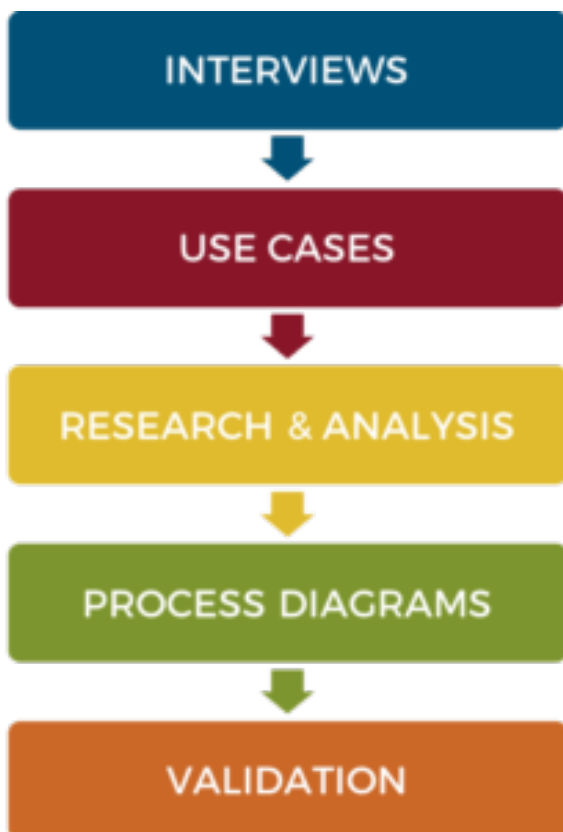 INTERVIEWS
USE CASES
RESEARCH & ANALYSIS
PROCESS DIAGRAMS
VALIDATION